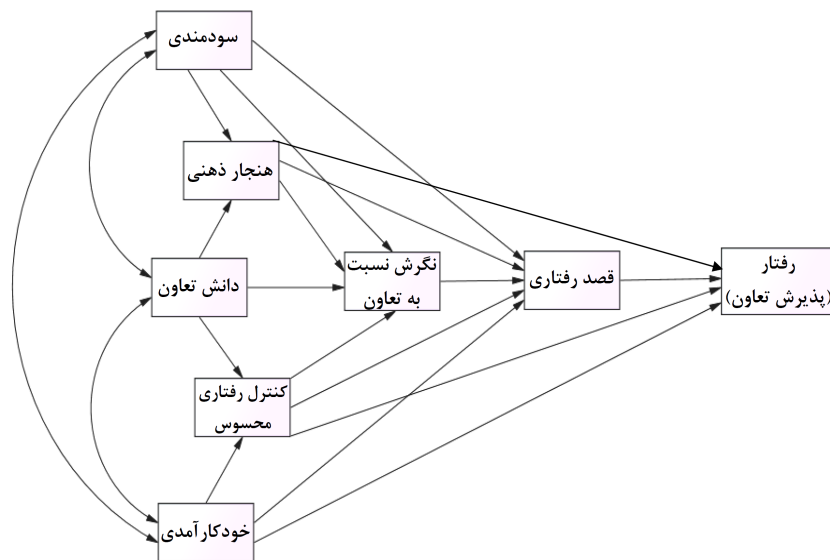 سودمندی
هنجار ذهنی
دانش تعاون
نگرش نسبت
به تعاون
قصد رفتاری
رفتار
(پذیرش تعاون)
کنترل رفتاری
محسوس
خودکارآمدی